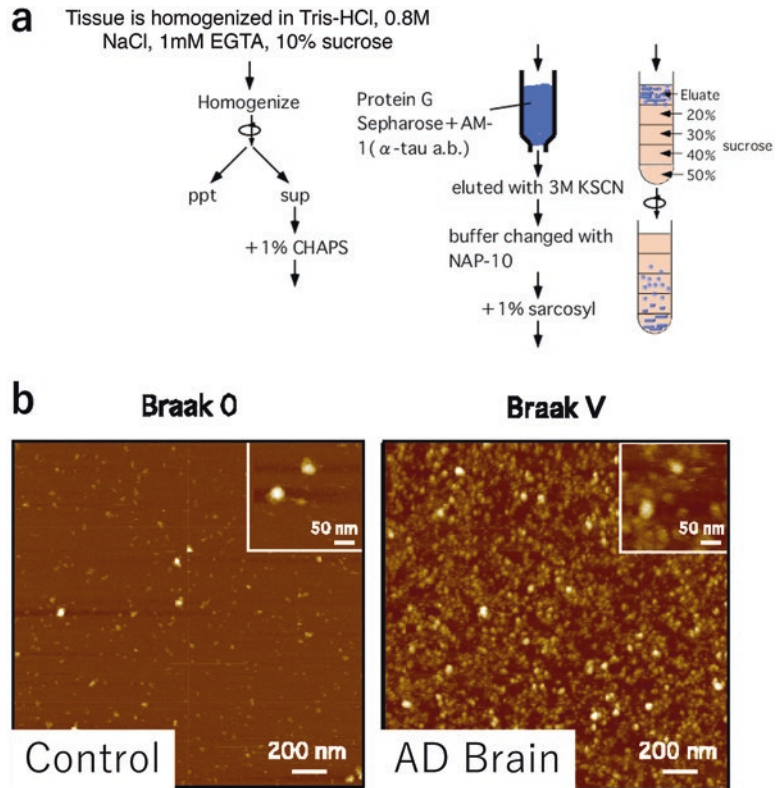 a
Tissue is homogenized in Tris-HCl, 0.8M
NaCl, 1mM EGTA, 10% sucrose
Homogenize
ppt
sup
+1% CHAPS
Protein G
Sepharose+AM-
1(α-tau a.b.)
eluted with 3M KSCN
buffer changed with
NAP-10
+1% sarcosyl
Eluate
20%
30%
40%
50%
sucrose
b
Braak 0
50 nm
Control
200 nm
Braak V
50 nm
AD Brain
200 nm